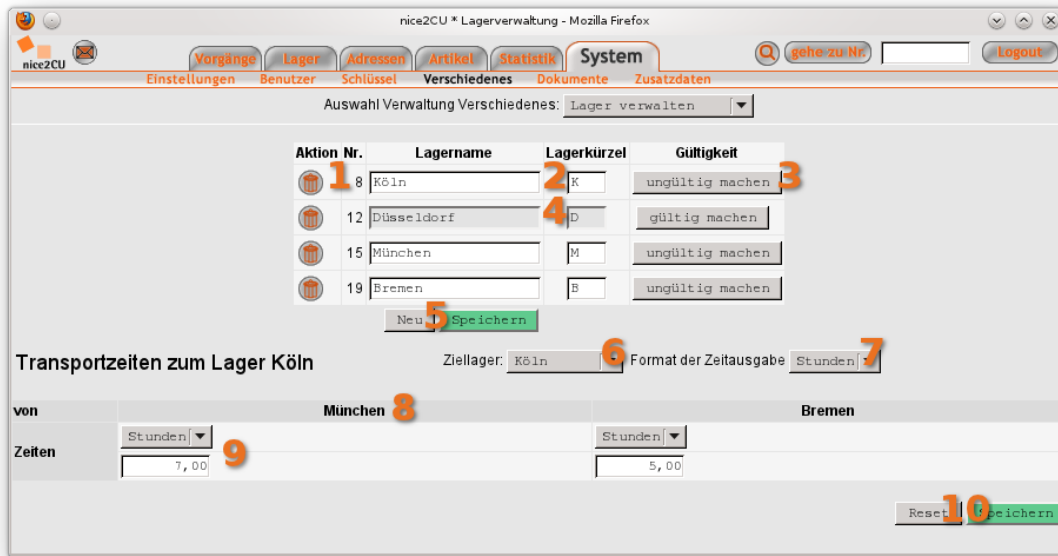 nice2CU * Lagerverwaltung - Mozilla Firefox
nice2CU Vorgänge Lager Adressen Artikel Statistik System gehe zu Nr. Logout
Einstellungen Benutzer Schlüssel Verschiedenes Dokumente Zusatzdaten
Auswahl Verwaltung Verschiedenes: Lager verwalten
Aktion Nr. Lagername Lagerkürzel Gültigkeit
1 8 Köln 2 K ungültig machen 3
12 Düsseldorf 4 D gültig machen
15 München M ungültig machen
19 Bremen B ungültig machen
Neu 5 Speichern
Transportzeiten zum Lager Köln Ziellager: Köln 6 Format der Zeitausgabe Stunden 7
von München 8 Bremen
Zeiten Stunden 9 Stunden
7,00 5,00
Reset 10 Speichern